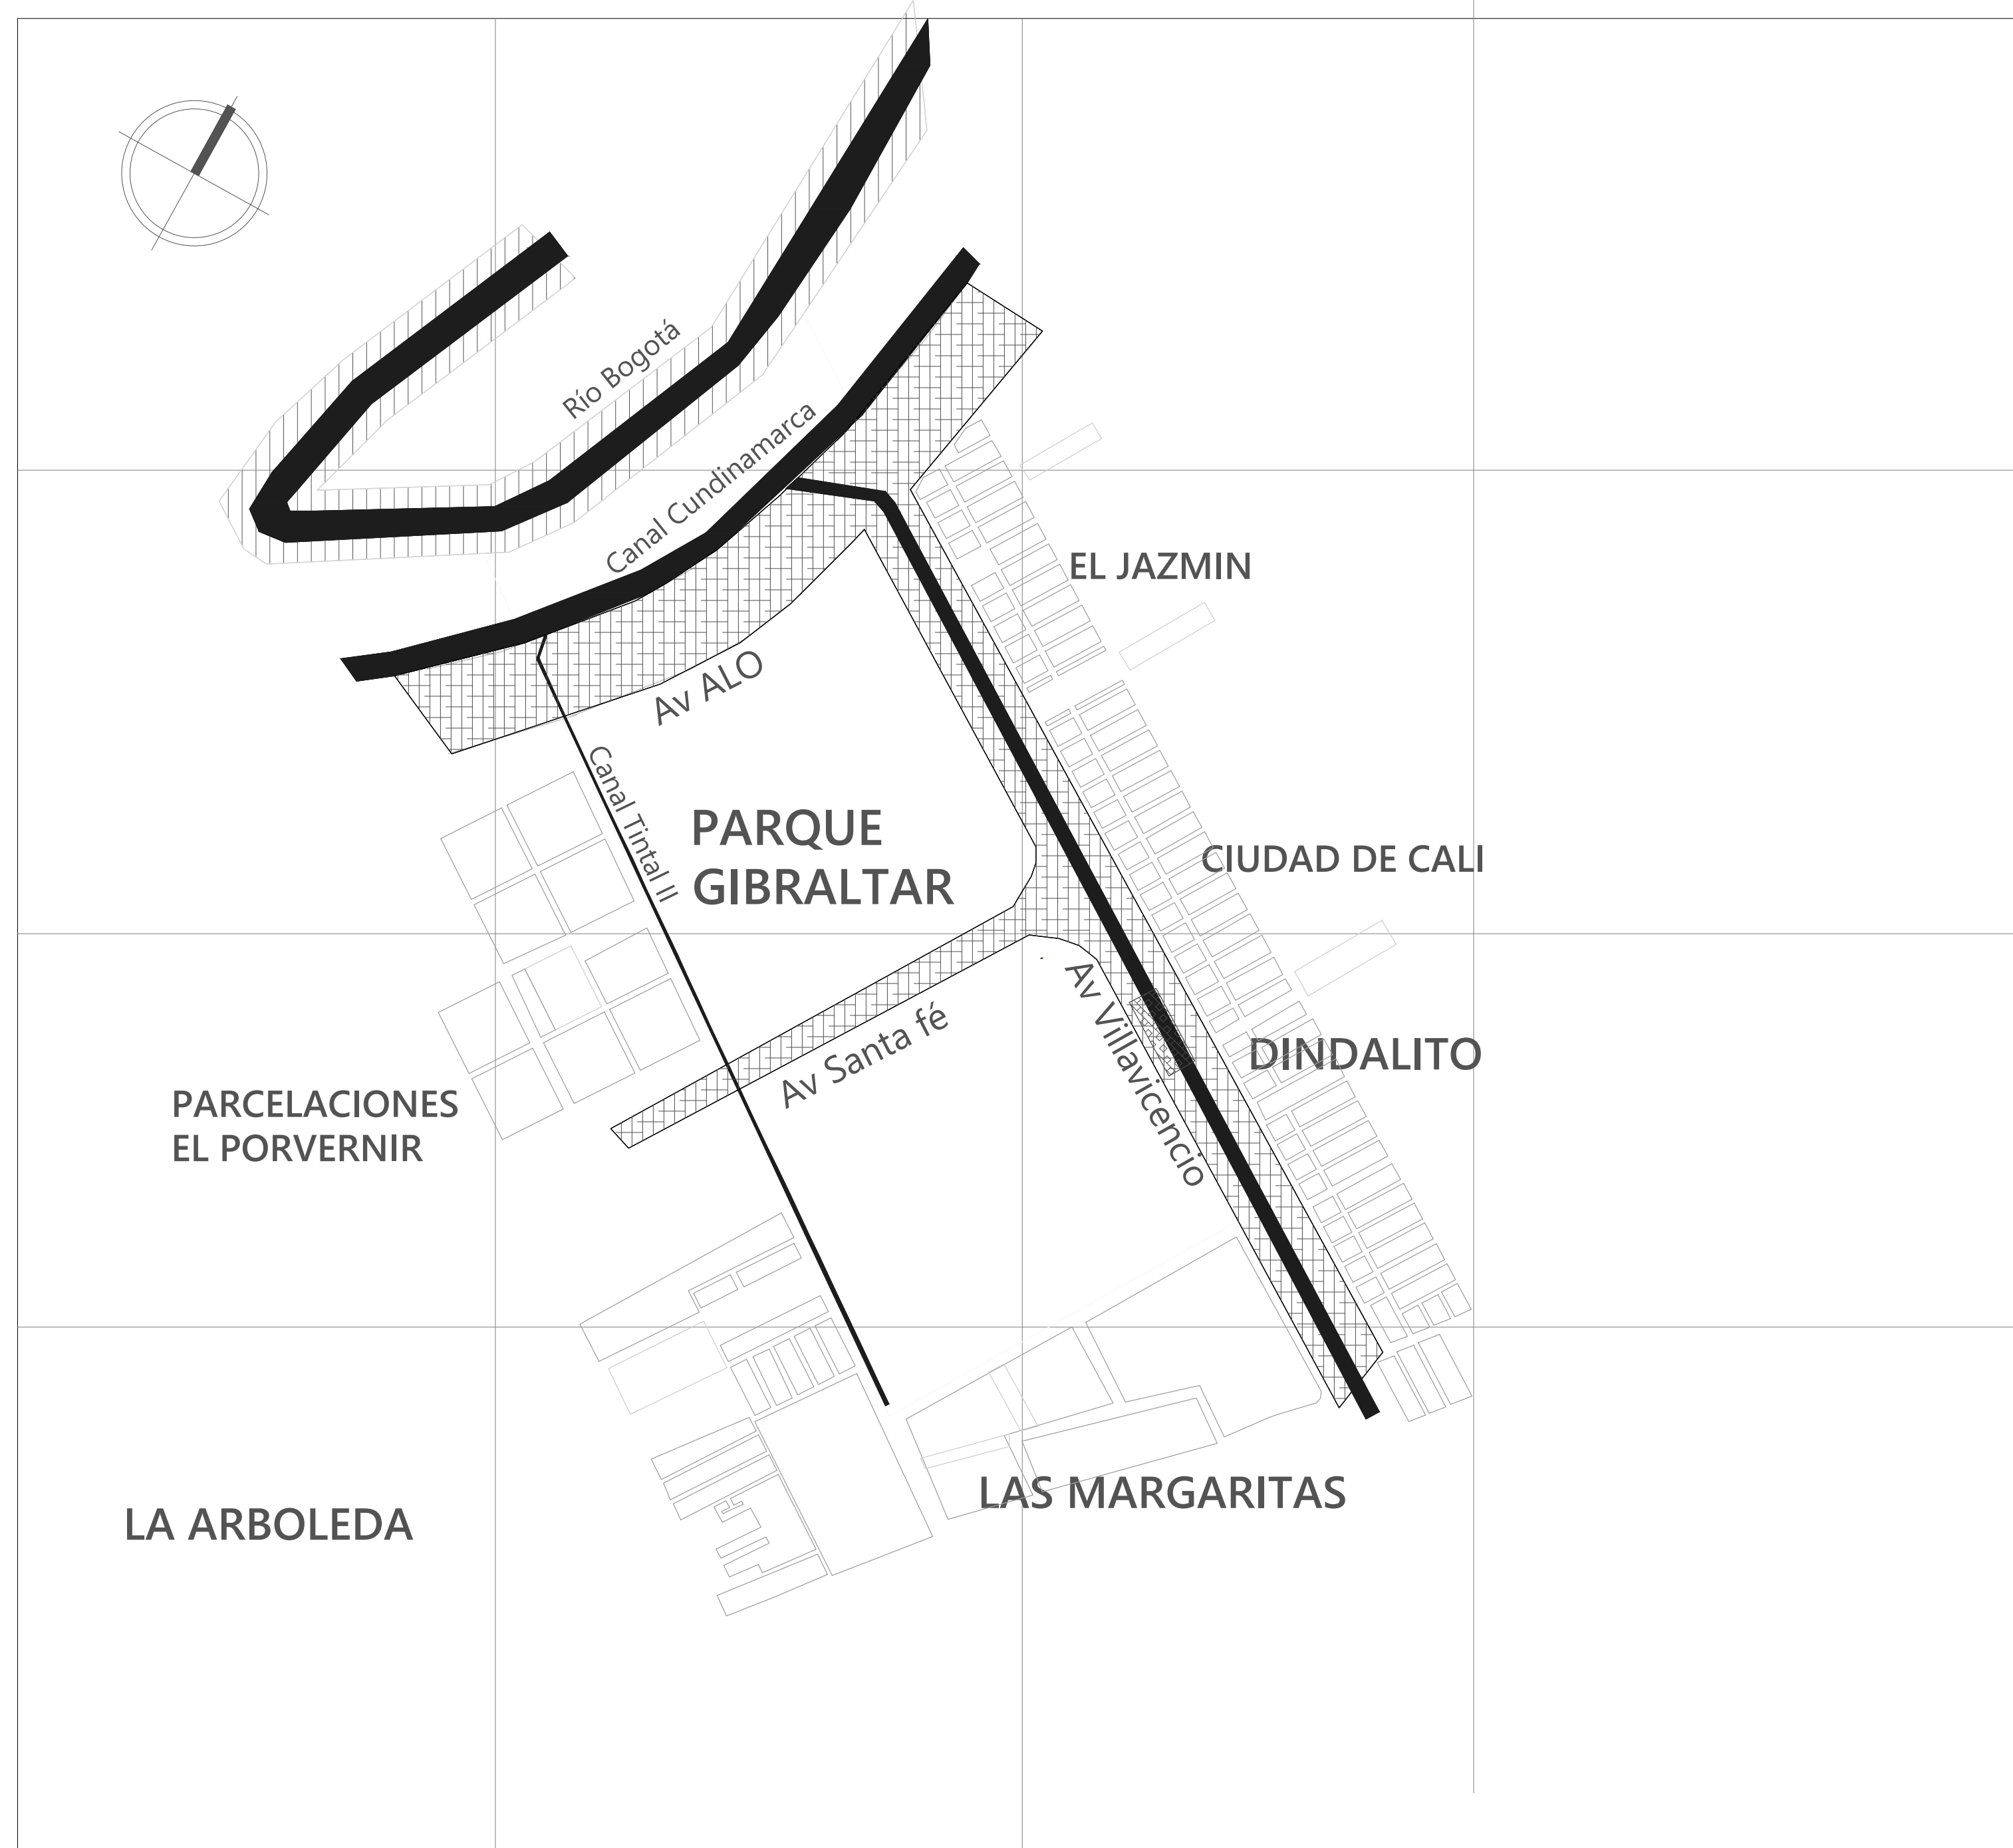 Río Bogotá
Canal Cundinamarca
EL JAZMIN
Av ALO
Canal Tintal II
PARQUE
GIBRALTAR
CIUDAD DE CALI
Av Santa fé
Av Villavicencio
DINDALITO
PARCELACIONES
EL PORVERNIR
LAS MARGARITAS
LA ARBOLEDA